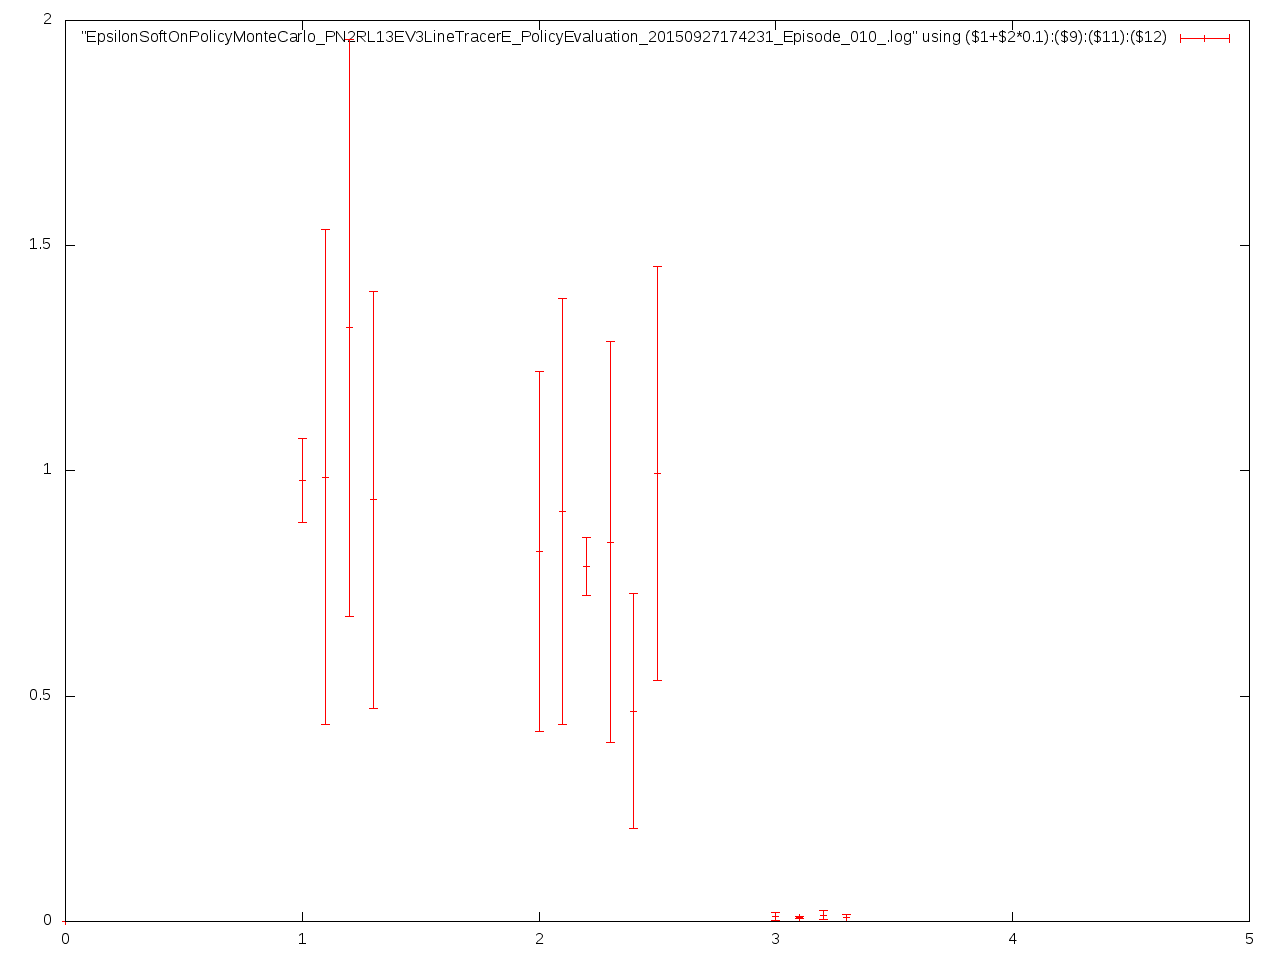 2
"EpsilonSoftOnPolicyMonteCarlo_PN2RL13EV3LineTracerE_PolicyEvaluation_20150927174231_Episode_010_.log" using ($1+$2*0.1):($9):($11):($12)
1.5
1
0.5
0
0 1 2 3 4 5